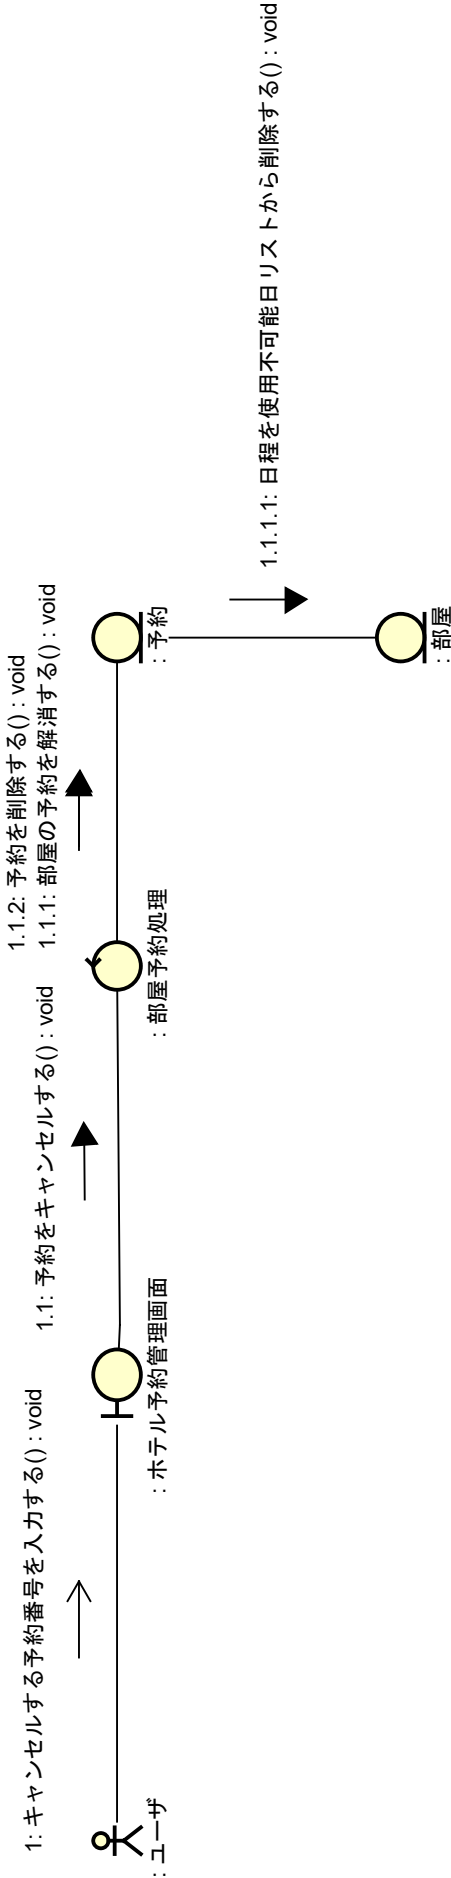 1: キャンセルする予約番号を入力する() : void
1.1: 予約をキャンセルする() : void
1.1.2: 予約を削除する() : void
1.1.1: 部屋の予約を解消する() : void
1.1.1.1: 日程を使用不可能日リストから削除する() : void
: ユーザ
: ホテル予約管理画面
: 部屋予約処理
: 予約
: 部屋